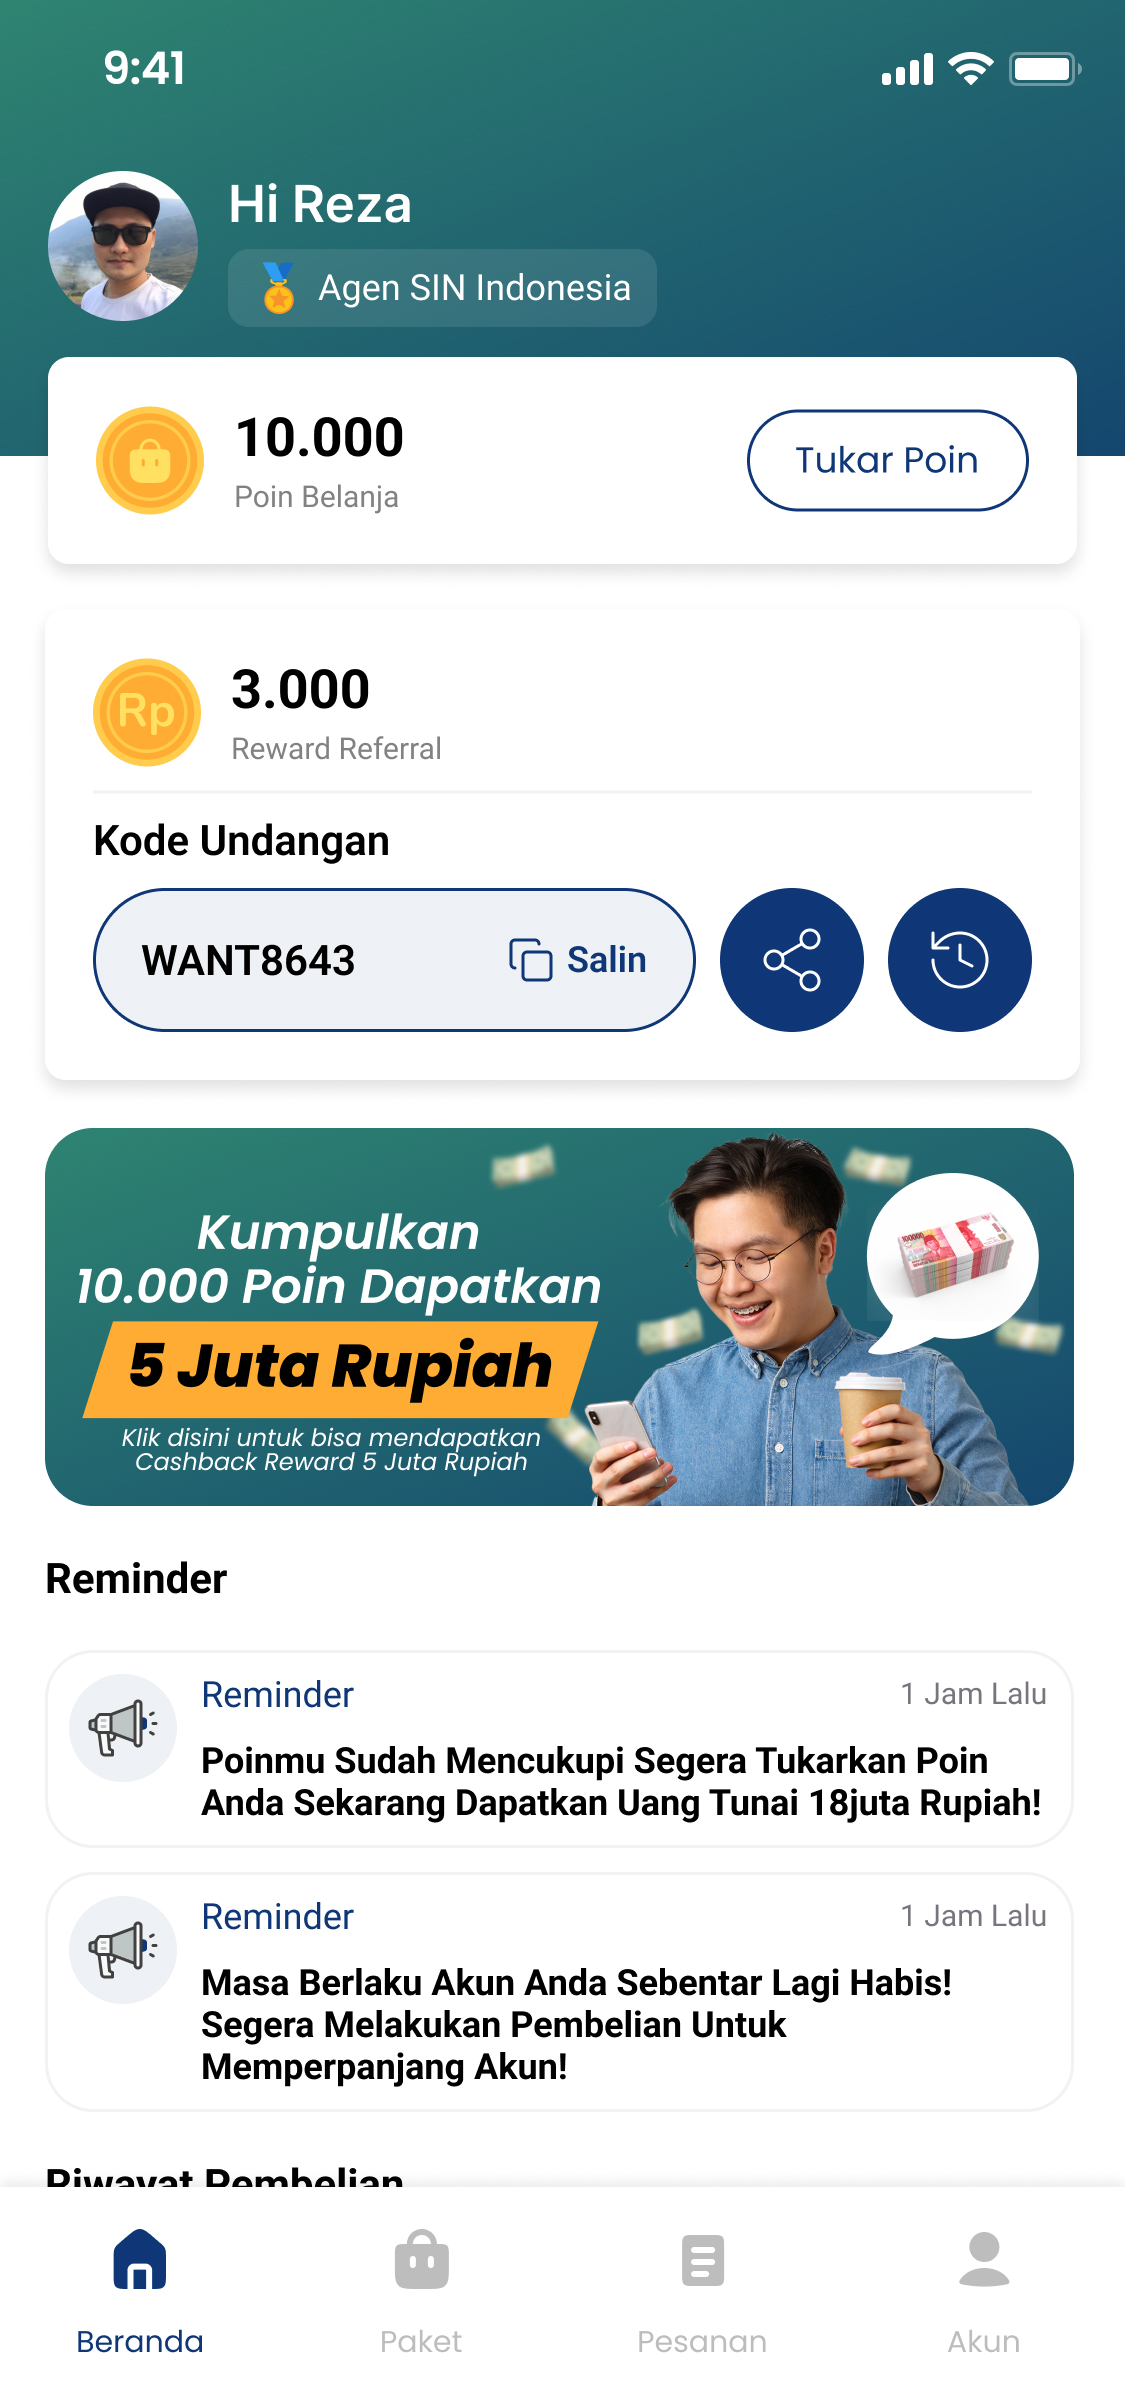 9:41
Hi Reza
Agen SIN Indonesia
10.000
Poin Belanja
Tukar Poin
Rp
3.000
Reward Referral
Kode Undangan
WANT8643
Salin
Kumpulkan
10.000 Poin Dapatkan
5 Juta Rupiah
Klik disini untuk bisa mendapatkan
Cashback Reward 5 Juta Rupiah
100000
Reminder
Reminder
1 Jam Lalu
Poinmu Sudah Mencukupi Segera Tukarkan Poin
Anda Sekarang Dapatkan Uang Tunai 18juta Rupiah!
Reminder
1 Jam Lalu
Masa Berlaku Akun Anda Sebentar Lagi Habis!
Segera Melakukan Pembelian Untuk
Memperpanjang Akun!
Riwayat Pembelian
Beranda
Paket
Pesanan
Akun